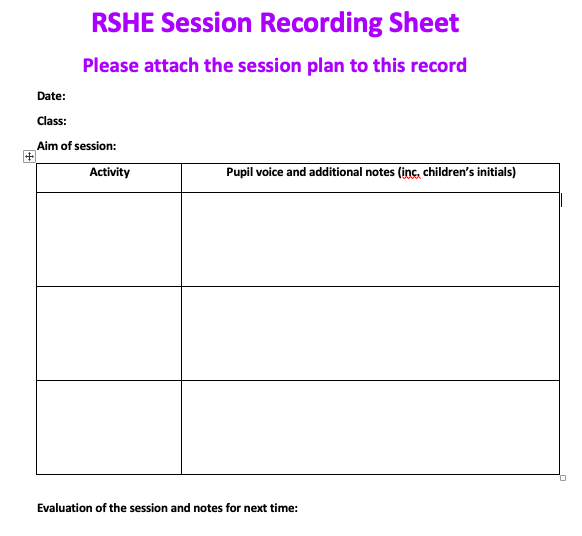 RSHE Session Recording Sheet
Please attach the session plan to this record
Date:
Class:
Aim of session:
Activity
Pupil voice and additional notes (inc. children’s initials)
Evaluation of the session and notes for next time: